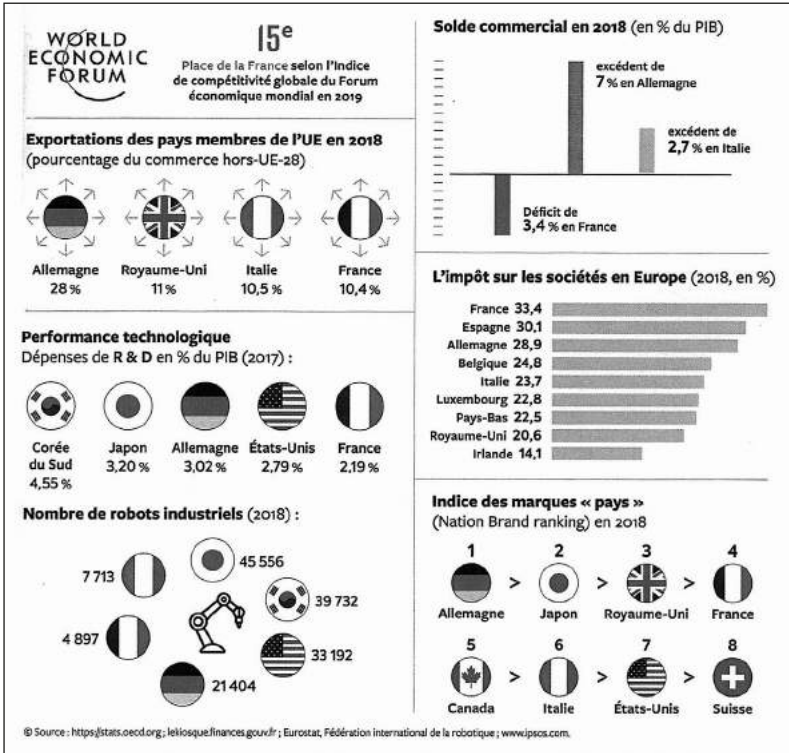 WORLD
ECONOMIC
FORUM
15e
Place de la France selon l'Indice
de compétitivité globale du Forum
économique mondial en 2019
Exportations des pays membres de l'UE en 2018
(pourcentage du commerce hors-UE-28)
Allemagne
28 %
Royaume-Uni
11 %
Italie
10,5 %
France
10,4 %
Performance technologique
Dépenses de R & D en % du PIB (2017) :
Corée
du Sud
4,55 %
Japon
3,20 %
Allemagne
3,02 %
États-Unis
2,79 %
France
2,19 %
Nombre de robots industriels (2018) :
7 713
45 556
39 732
4 897
33 192
21 404
Solde commercial en 2018 (en % du PIB)
excédent de
7 % en Allemagne
excédent de
2,7 % en Italie
Déficit de
3,4 % en France
L'impôt sur les sociétés en Europe (2018, en %)
France 33,4
Espagne 30,1
Allemagne 28,9
Belgique 24,8
Italie 23,7
Luxembourg 22,8
Pays-Bas 22,5
Royaume-Uni 20,6
Irlande 14,1
Indice des marques « pays »
(Nation Brand ranking) en 2018
1 2 3 4
> > >
Allemagne Japon Royaume-Uni France
5 6 7 8
> > >
Canada Italie États-Unis Suisse
© Source : https://stats.oecd.org ; lekiosque.finances.gouv.fr ; Eurostat, Fédération international de la robotique ; www.ipsos.com.